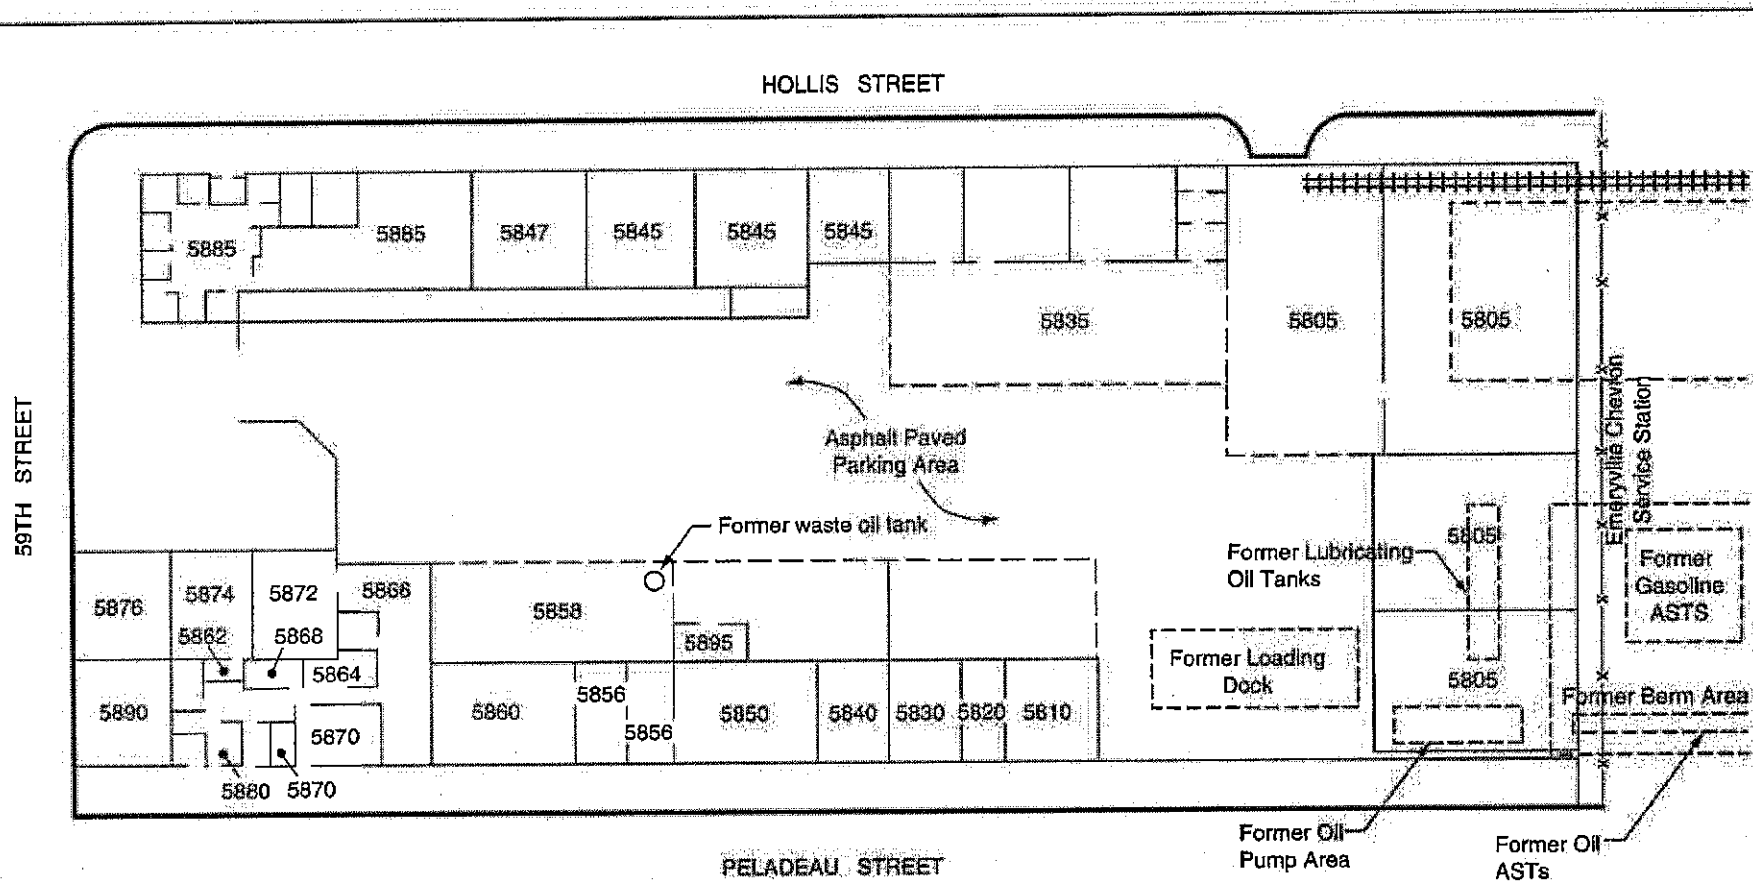 HOLLIS STREET
5885
5885
5847
5845
5845
5845
5835
5805
5805
59TH STREET
Asphalt Paved
Parking Area
Emeryville Chevron
Service Station
Former waste oil tank
Former Lubricating
Oil Tanks
5805
Former
Gasoline
ASTS
5876
5874
5872
5866
5858
5862
5868
5895
5864
Former Loading
Dock
5805
5890
5870
5860
5856
5856
5850
5840
5830
5820
5810
Former Berm Area
5880
5870
Former Oil
Pump Area
Former Oil
ASTs
PELADEAU STREET